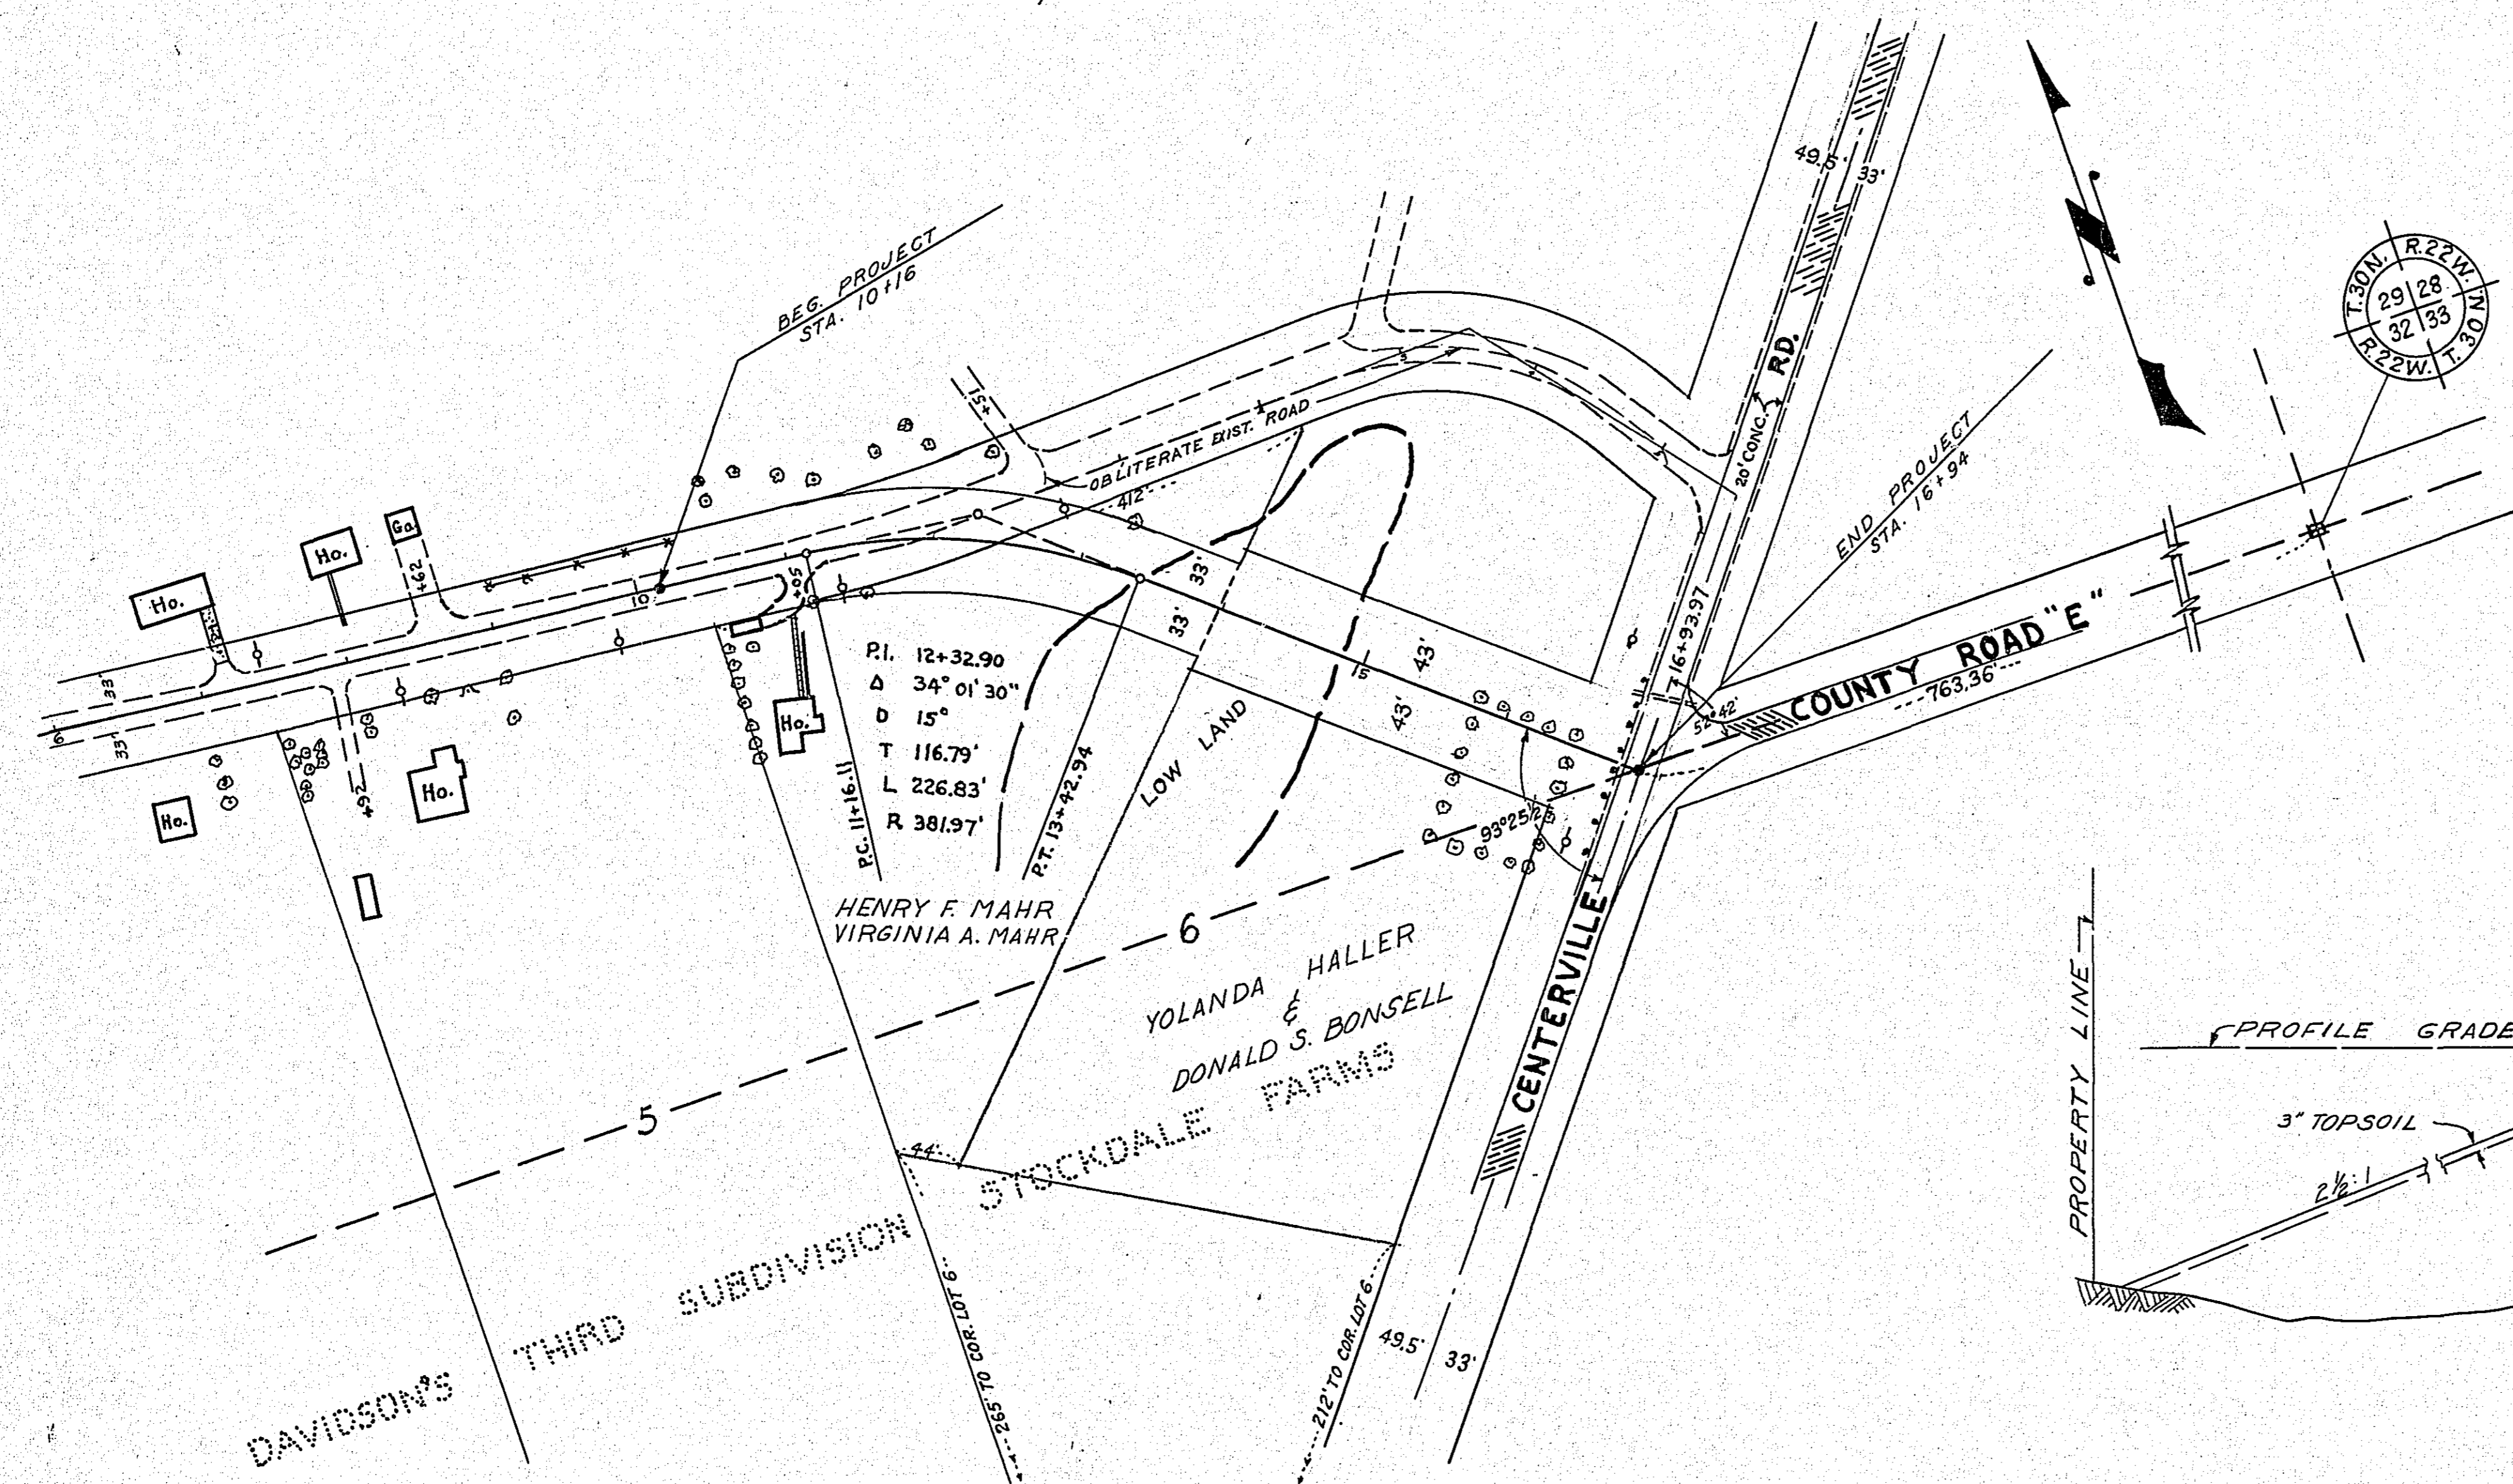 BEG. PROJECT
STA. 10+16
49.5'
33'
T.30N. R.22W.
29 28
32 33
R.22W. T.30N.
+51
RD.
20' CONC.
OBLITERATE EXIST. ROAD
412'
END PROJECT
STA. 16+94
Ga.
Ho.
Ho.
+62
10
+05
33'
33'
16+93.97
COUNTY ROAD "E"
763.36'
52°42'
P.I. 12+32.90
Δ 34° 01' 30"
D 15°
T 116.79'
L 226.83'
R 381.97'
15
43'
43'
33'
33'
6
Ho.
Ho.
Ho.
+92
LOW LAND
93°25½'
P.C. 11+16.11
P.T. 13+42.94
HENRY F. MAHR
VIRGINIA A. MAHR
6
YOLANDA HALLER
&
DONALD S. BONSELL
CENTERVILLE
5
44'
DAVIDSON'S THIRD SUBDIVISION STOCKDALE FARMS
265' TO COR. LOT 6
212' TO COR. LOT 6
49.5'
33'
PROPERTY LINE
PROFILE GRADE
3" TOPSOIL
2½:1